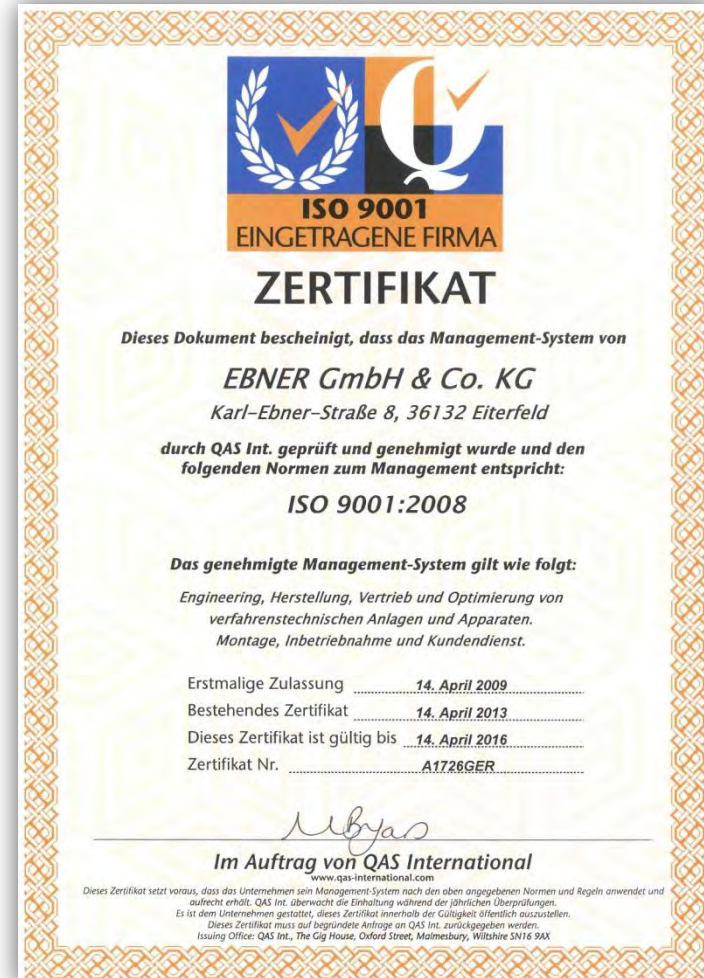 ISO 9001
EINGETRAGENE FIRMA
ZERTIFIKAT
Dieses Dokument bescheinigt, dass das Management-System von
EBNER GmbH & Co. KG
Karl-Ebner-Straße 8, 36132 Eiterfeld
durch QAS Int. geprüft und genehmigt wurde und den
folgenden Normen zum Management entspricht:
ISO 9001:2008
Das genehmigte Management-System gilt wie folgt:
Engineering, Herstellung, Vertrieb und Optimierung von
verfahrenstechnischen Anlagen und Apparaten.
Montage, Inbetriebnahme und Kundendienst.
Erstmalige Zulassung 14. April 2009
Bestehendes Zertifikat 14. April 2013
Dieses Zertifikat ist gültig bis 14. April 2016
Zertifikat Nr. A1726GER
Im Auftrag von QAS International
www.qas-international.com
Dieses Zertifikat setzt voraus, dass das Unternehmen sein Management-System nach den oben angegebenen Normen und Regeln anwendet und
aufrecht erhält. QAS Int. überwacht die Einhaltung während der jährlichen Überprüfungen.
Es ist dem Unternehmen gestattet, dieses Zertifikat innerhalb der Gültigkeit öffentlich auszustellen.
Dieses Zertifikat muss auf begründete Anfrage an QAS Int. zurückgegeben werden.
Issuing Office: QAS Int., The Gig House, Oxford Street, Malmesbury, Wiltshire SN16 9AX